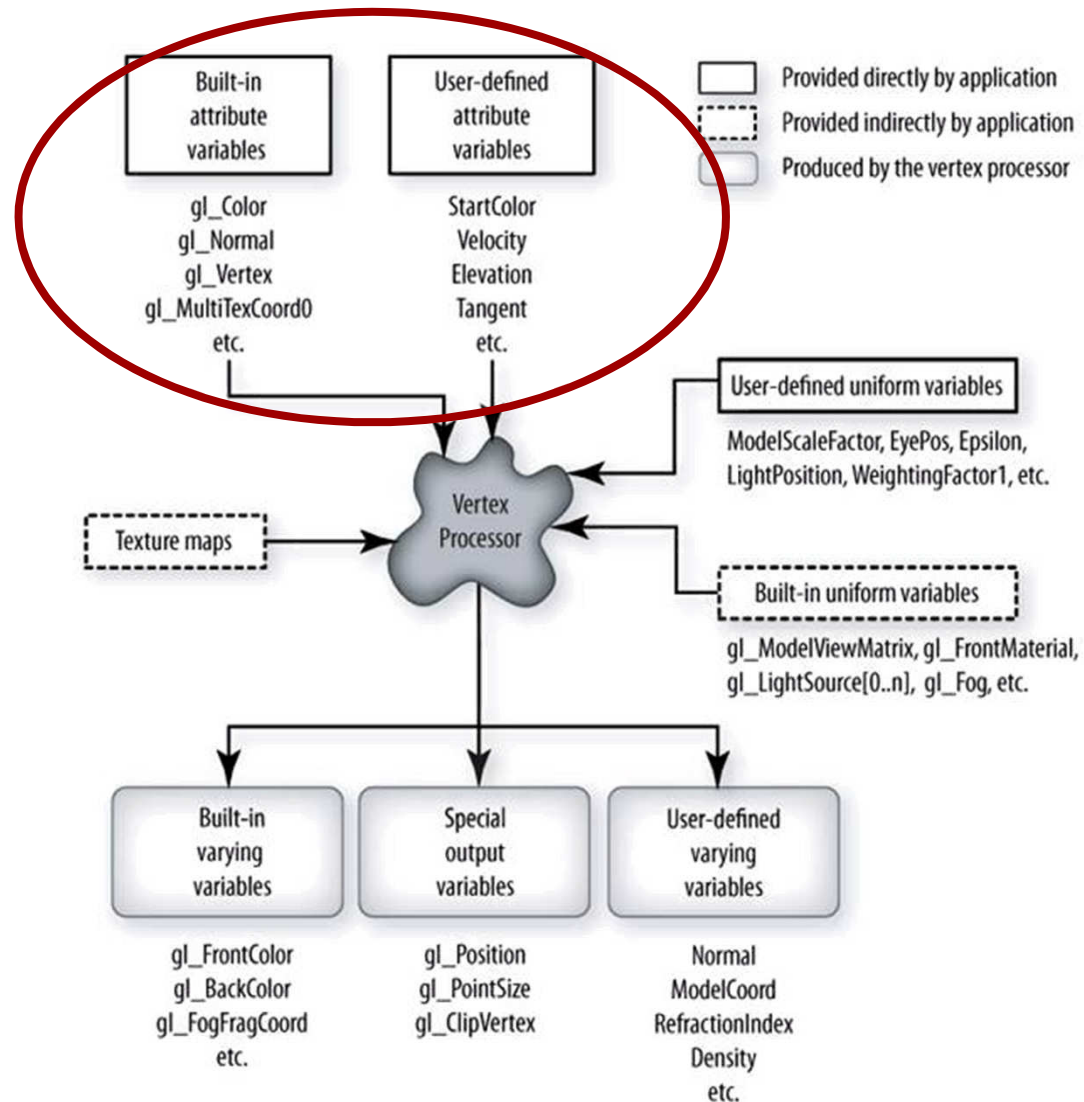 Built-in
attribute
variables
User-defined
attribute
variables
Provided directly by application
Provided indirectly by application
Produced by the vertex processor
gl_Color
gl_Normal
gl_Vertex
gl_MultiTexCoord0
etc.
StartColor
Velocity
Elevation
Tangent
etc.
User-defined uniform variables
ModelScaleFactor, EyePos, Epsilon,
LightPosition, WeightingFactor1, etc.
Vertex
Processor
Texture maps
Built-in uniform variables
gl_ModelViewMatrix, gl_FrontMaterial,
gl_LightSource[0..n], gl_Fog, etc.
Built-in
varying
variables
Special
output
variables
User-defined
varying
variables
gl_FrontColor
gl_BackColor
gl_FogFragCoord
etc.
gl_Position
gl_PointSize
gl_ClipVertex
Normal
ModelCoord
RefractionIndex
Density
etc.